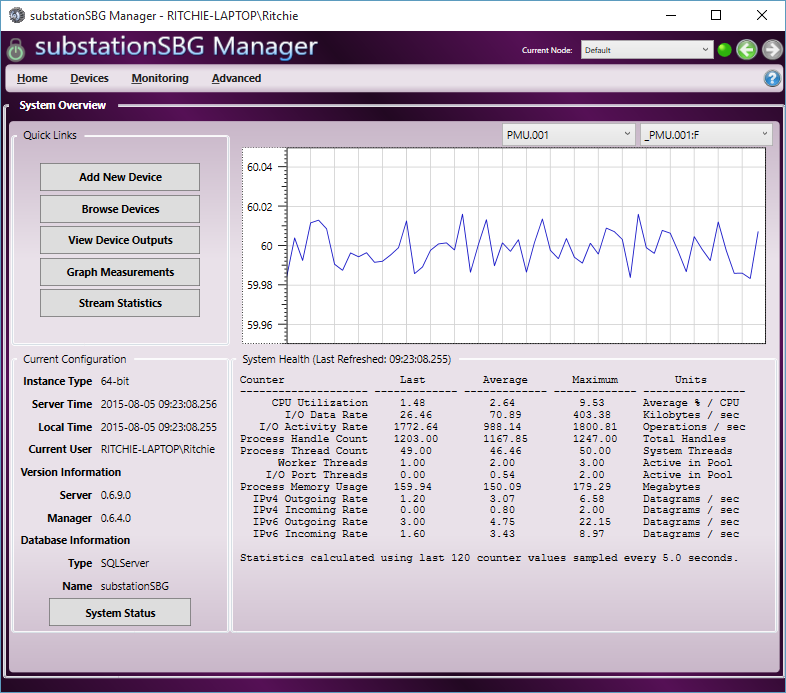 substationSBG Manager - RITCHIE-LAPTOP\Ritchie
substationSBG Manager
Current Node: Default
Home Devices Monitoring Advanced
?
System Overview
Quick Links
Add New Device
Browse Devices
View Device Outputs
Graph Measurements
Stream Statistics
PMU.001 _PMU.001:F
60.04
60.02
60
59.98
59.96
Current Configuration
Instance Type 64-bit
Server Time 2015-08-05 09:23:08.256
Local Time 2015-08-05 09:23:08.255
Current User RITCHIE-LAPTOP\Ritchie
Version Information
Server 0.6.9.0
Manager 0.6.4.0
Database Information
Type SQLServer
Name substationSBG
System Status
System Health (Last Refreshed: 09:23:08.255)
Counter Last Average Maximum Units
CPU Utilization 1.48 2.64 9.53 Average % / CPU
I/O Data Rate 26.46 70.89 403.38 Kilobytes / sec
I/O Activity Rate 1772.64 988.14 1800.81 Operations / sec
Process Handle Count 1203.00 1167.85 1247.00 Total Handles
Process Thread Count 49.00 46.46 50.00 System Threads
Worker Threads 1.00 2.00 3.00 Active in Pool
I/O Port Threads 0.00 0.54 2.00 Active in Pool
Process Memory Usage 159.94 150.09 179.29 Megabytes
IPv4 Outgoing Rate 1.20 3.07 6.58 Datagrams / sec
IPv4 Incoming Rate 0.00 0.80 2.00 Datagrams / sec
IPv6 Outgoing Rate 3.00 4.75 22.15 Datagrams / sec
IPv6 Incoming Rate 1.60 3.43 8.97 Datagrams / sec
Statistics calculated using last 120 counter values sampled every 5.0 seconds.